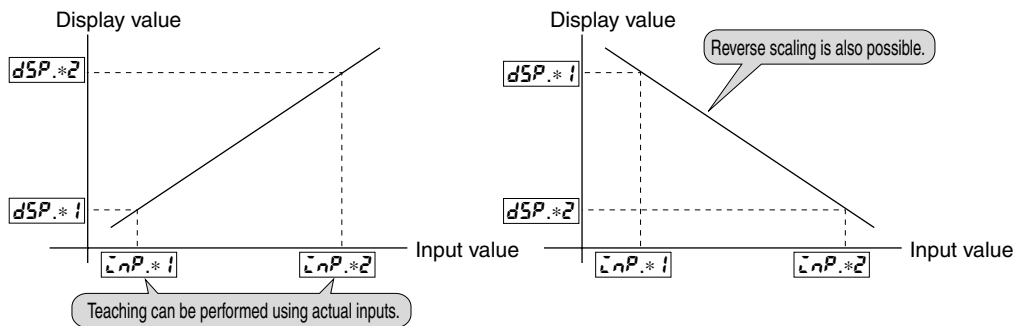 Display value
dSP.*2
dSP.*1
inP.*1
inP.*2
Input value
Teaching can be performed using actual inputs.
Display value
Reverse scaling is also possible.
dSP.*1
dSP.*2
inP.*1
inP.*2
Input value